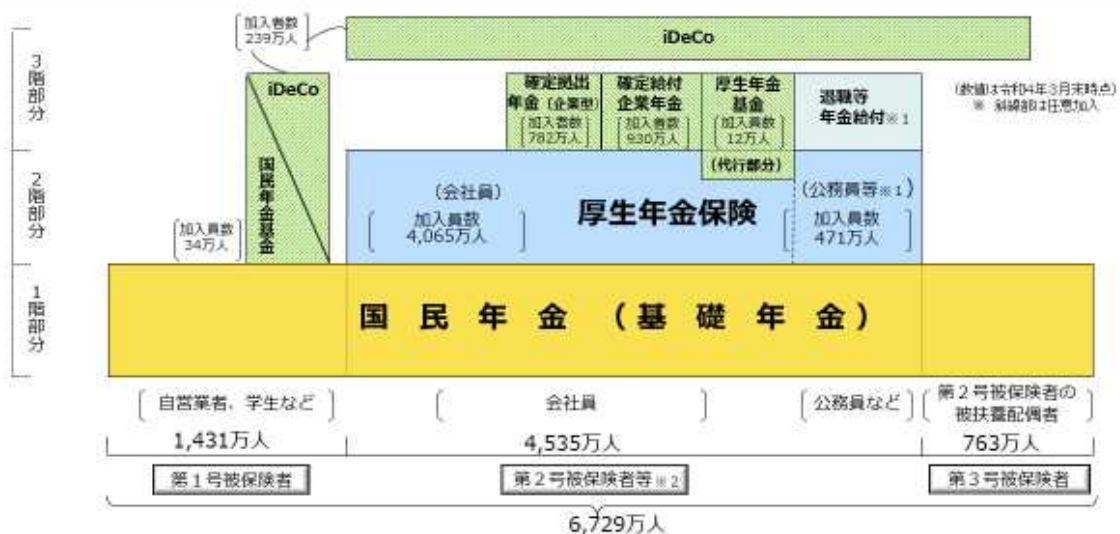 加入者数
239万人
iDeCo
3階部分
iDeCo
確定拠出
年金（企業型）
加入者数
782万人
確定給付
企業年金
加入者数
930万人
厚生年金
基金
加入員数
12万人
（代行部分）
退職等
年金給付※1
（数値は令和4年3月末時点）
※ 斜線部は任意加入
2階部分
国民年金基金
加入員数
34万人
（会社員）
加入員数
4,065万人
厚生年金保険
（公務員等※1）
加入員数
471万人
1階部分
国民年金（基礎年金）
自営業者、学生など
会社員
公務員など
第2号被保険者の
被扶養配偶者
1,431万人
4,535万人
763万人
第1号被保険者
第2号被保険者等※2
第3号被保険者
6,729万人